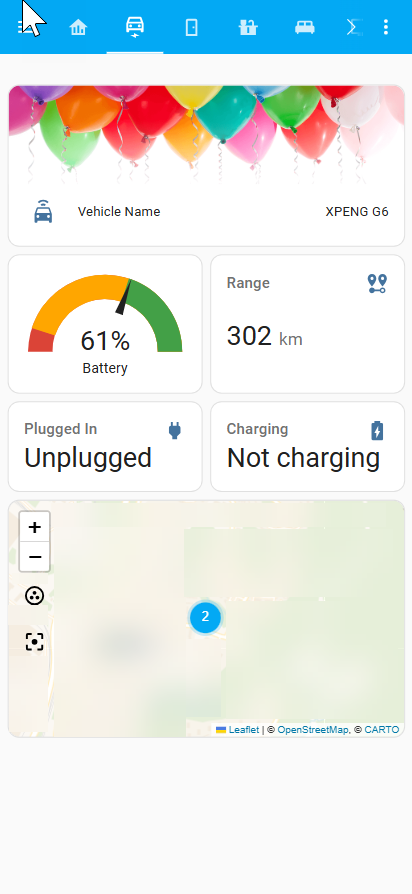 Vehicle Name XPENG G6
61%
Battery
Range
302 km
Plugged In
Unplugged
Charging
Not charging
+
−
2
Leaflet | © OpenStreetMap, © CARTO